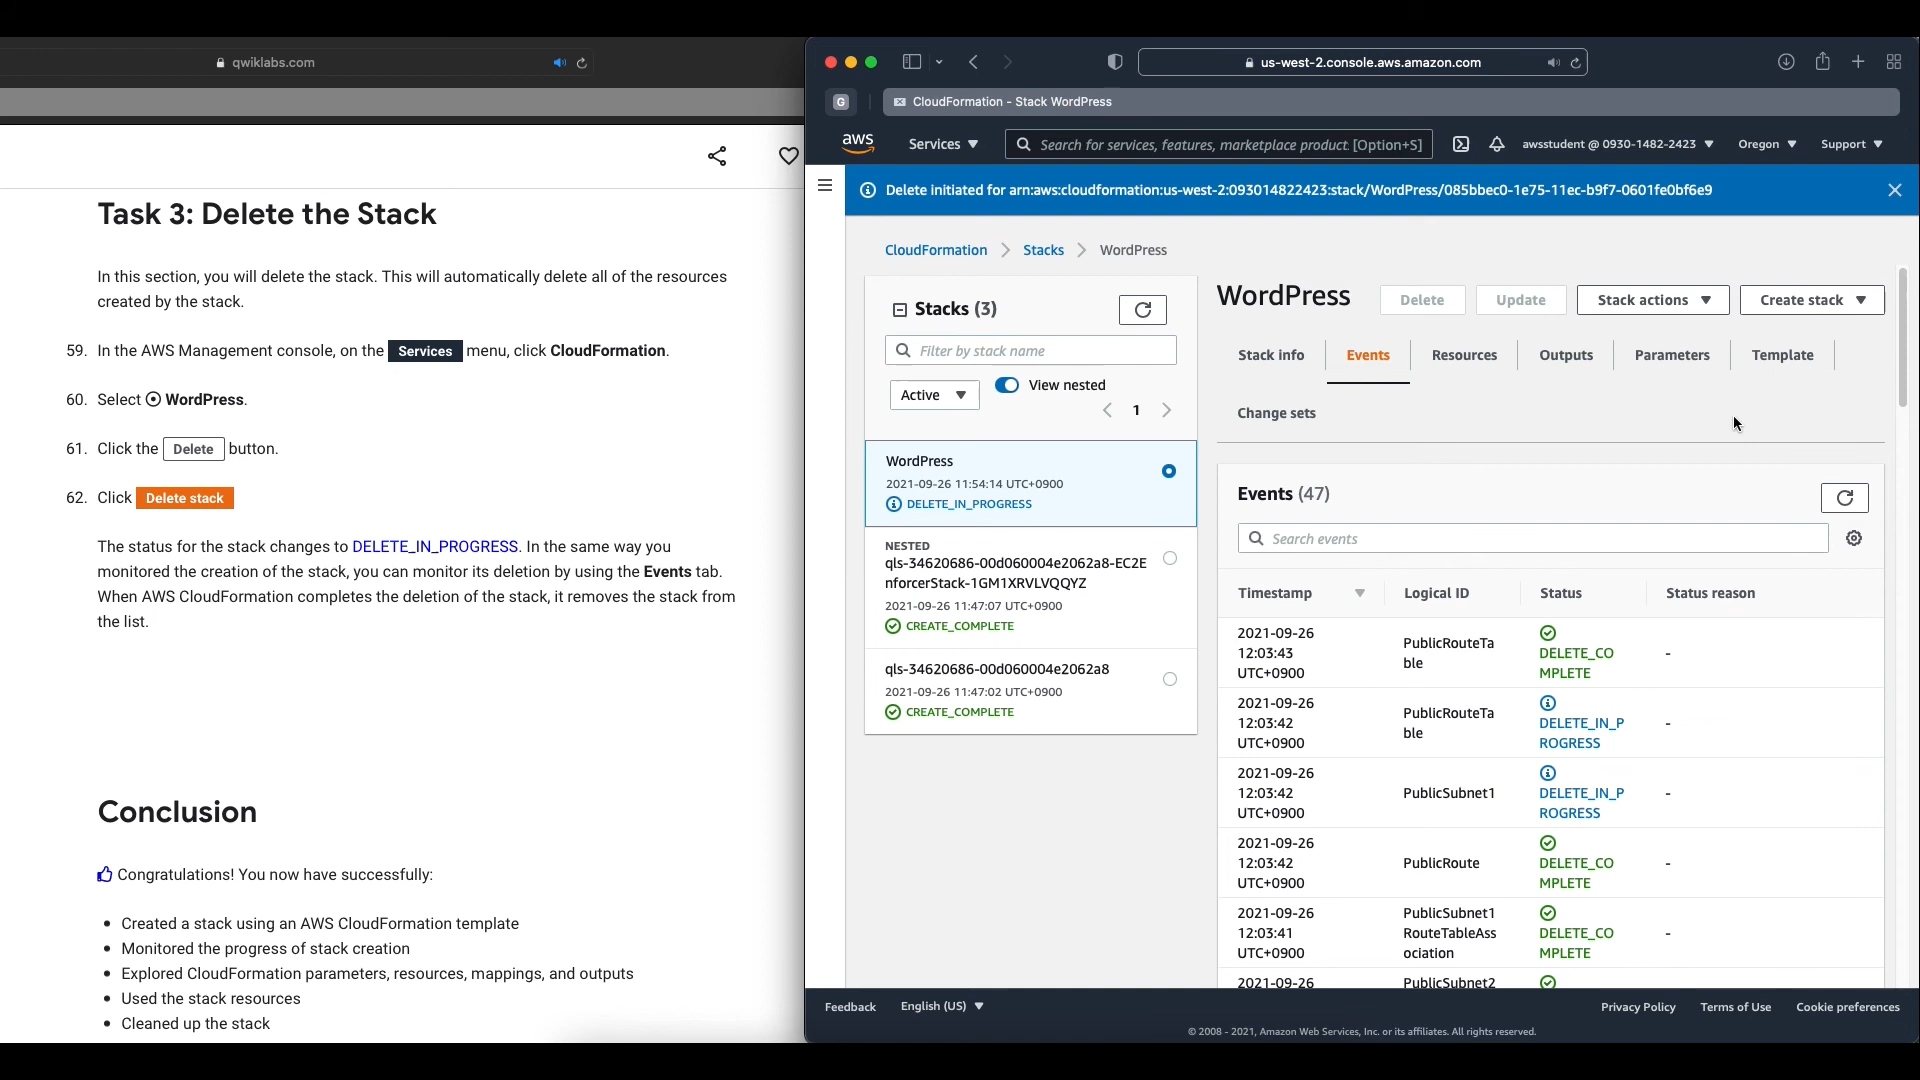 qwiklabs.com
Task 3: Delete the Stack
In this section, you will delete the stack. This will automatically delete all of the resources
created by the stack.
59. In the AWS Management console, on the Services menu, click CloudFormation.
60. Select WordPress.
61. Click the Delete button.
62. Click Delete stack
The status for the stack changes to DELETE_IN_PROGRESS. In the same way you
monitored the creation of the stack, you can monitor its deletion by using the Events tab.
When AWS CloudFormation completes the deletion of the stack, it removes the stack from
the list.
Conclusion
Congratulations! You now have successfully:
• Created a stack using an AWS CloudFormation template
• Monitored the progress of stack creation
• Explored CloudFormation parameters, resources, mappings, and outputs
• Used the stack resources
• Cleaned up the stack
us-west-2.console.aws.amazon.com
G
CloudFormation - Stack WordPress
aws
Services
Search for services, features, marketplace product [Option+S]
awsstudent @ 0930-1482-2423
Oregon
Support
Delete initiated for arn:aws:cloudformation:us-west-2:093014822423:stack/WordPress/085bbec0-1e75-11ec-b9f7-0601fe0bf6e9
CloudFormation
Stacks
WordPress
Stacks (3)
Filter by stack name
Active
View nested
1
WordPress
2021-09-26 11:54:14 UTC+0900
DELETE_IN_PROGRESS
NESTED
qls-34620686-00d060004e2062a8-EC2E
nforcerStack-1GM1XRVLVQQYZ
2021-09-26 11:47:07 UTC+0900
CREATE_COMPLETE
qls-34620686-00d060004e2062a8
2021-09-26 11:47:02 UTC+0900
CREATE_COMPLETE
WordPress
Delete
Update
Stack actions
Create stack
Stack info
Events
Resources
Outputs
Parameters
Template
Change sets
Events (47)
Search events
Timestamp
Logical ID
Status
Status reason
2021-09-26
12:03:43
UTC+0900
PublicRouteTa
ble
DELETE_CO
MPLETE
-
2021-09-26
12:03:42
UTC+0900
PublicRouteTa
ble
DELETE_IN_P
ROGRESS
-
2021-09-26
12:03:42
UTC+0900
PublicSubnet1
DELETE_IN_P
ROGRESS
-
2021-09-26
12:03:42
UTC+0900
PublicRoute
DELETE_CO
MPLETE
-
2021-09-26
12:03:41
UTC+0900
PublicSubnet1
RouteTableAss
ociation
DELETE_CO
MPLETE
-
2021-09-26
PublicSubnet2
Feedback
English (US)
Privacy Policy
Terms of Use
Cookie preferences
© 2008 - 2021, Amazon Web Services, Inc. or its affiliates. All rights reserved.